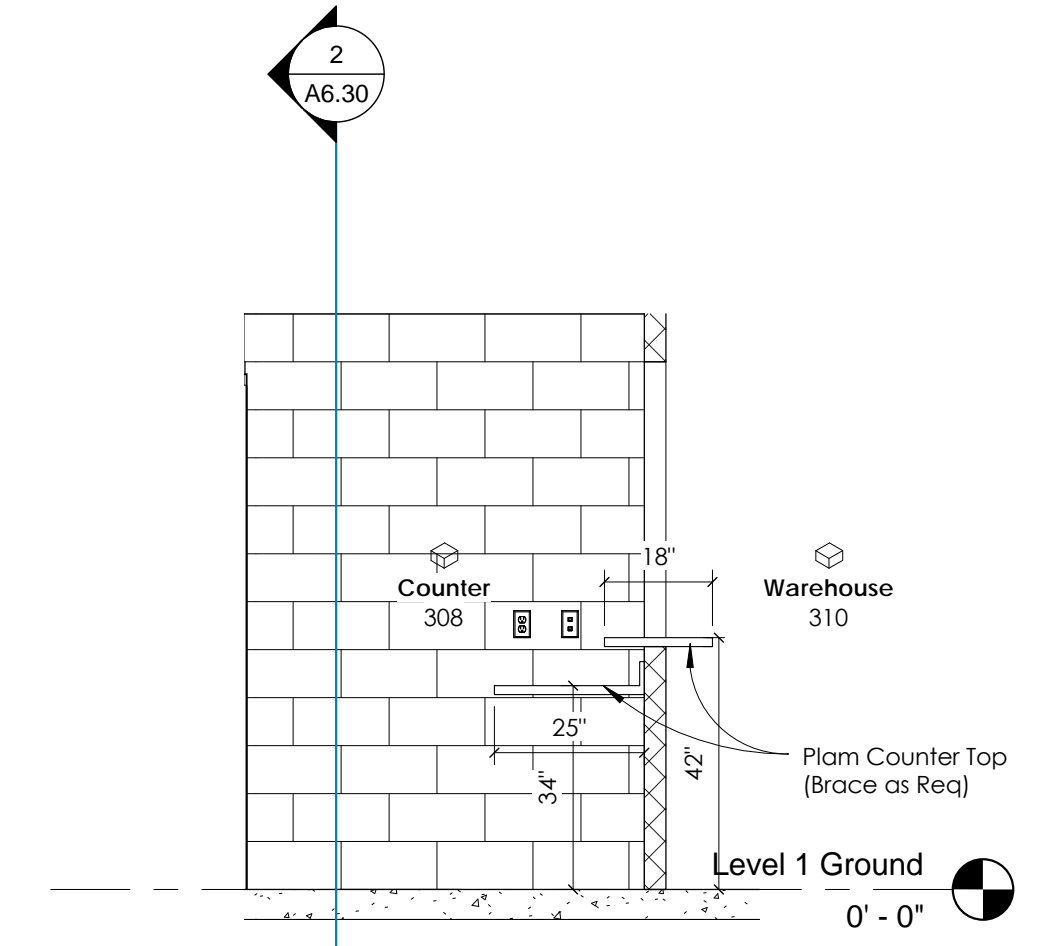 2
A6.30
18"
Counter
308
Warehouse
310
25"
34"
42"
Plam Counter Top
(Brace as Req)
Level 1 Ground
0' - 0"